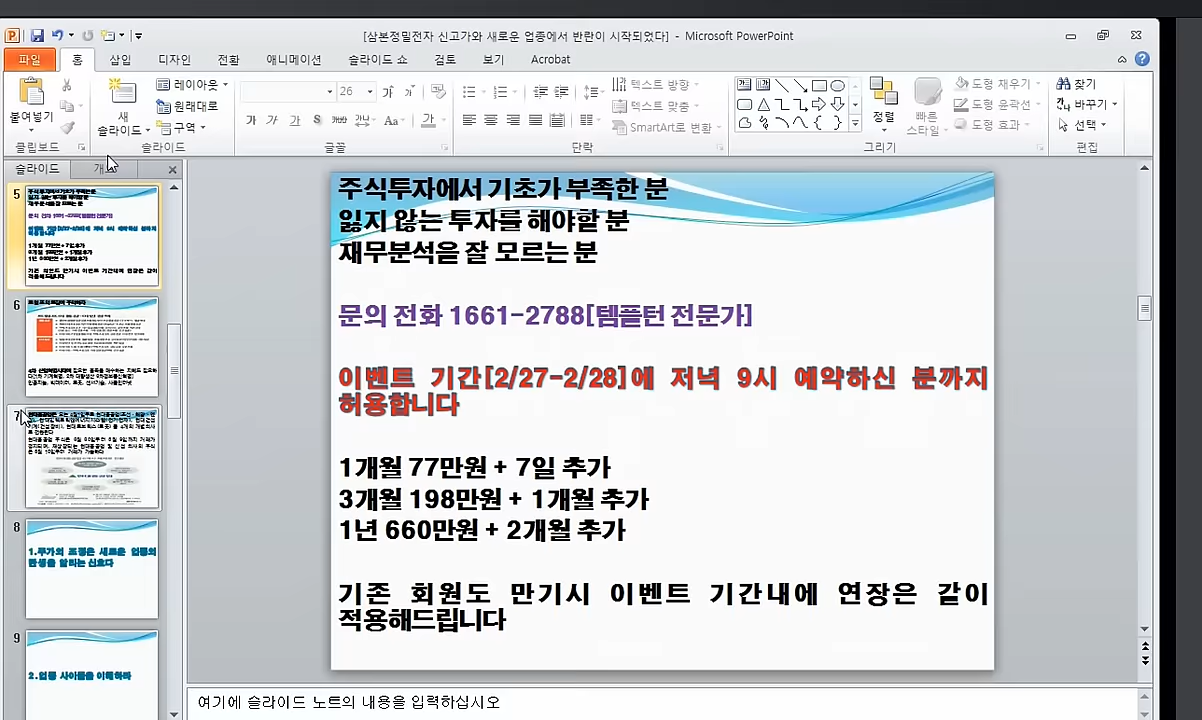 [삼본정밀전자 신고가와 새로운 업종에서 반란이 시작되었다] - Microsoft PowerPoint
파일 홈 삽입 디자인 전환 애니메이션 슬라이드 쇼 검토 보기 Acrobat
붙여넣기
새 슬라이드
레이아웃
원래대로
구역
26
텍스트 방향
텍스트 맞춤
SmartArt로 변환
정렬
빠른 스타일
도형 채우기
도형 윤곽선
도형 효과
찾기
바꾸기
선택
클립보드 슬라이드 글꼴 단락 그리기 편집
슬라이드
5
6
7
8
1.주가의 조정은 새로운 업종의
탄생을 알리는 신호다
9
2.업종 사이클을 이해하라
주식투자에서 기초가 부족한 분
잃지 않는 투자를 해야할 분
재무분석을 잘 모르는 분
문의 전화 1661-2788[템플턴 전문가]
이벤트 기간[2/27-2/28]에 저녁 9시 예약하신 분까지
허용합니다
1개월 77만원 + 7일 추가
3개월 198만원 + 1개월 추가
1년 660만원 + 2개월 추가
기존 회원도 만기시 이벤트 기간내에 연장은 같이
적용해드립니다
여기에 슬라이드 노트의 내용을 입력하십시오